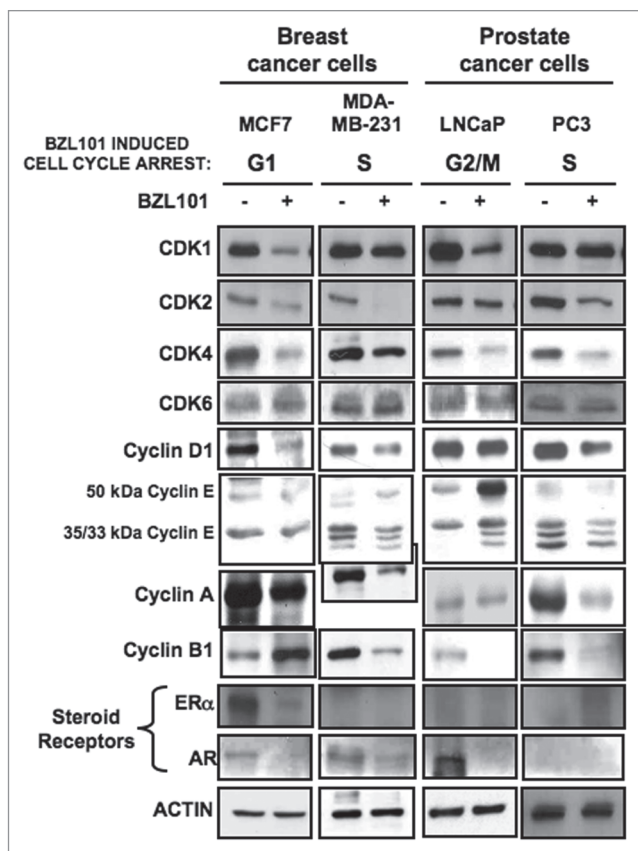 Breast
cancer cells
Prostate
cancer cells
MCF7
MDA-
MB-231
LNCaP
PC3
BZL101 INDUCED
CELL CYCLE ARREST:
G1
S
G2/M
S
BZL101
- + - + - + - +
CDK1
CDK2
CDK4
CDK6
Cyclin D1
50 kDa Cyclin E
35/33 kDa Cyclin E
Cyclin A
Cyclin B1
Steroid
Receptors
ERα
AR
ACTIN